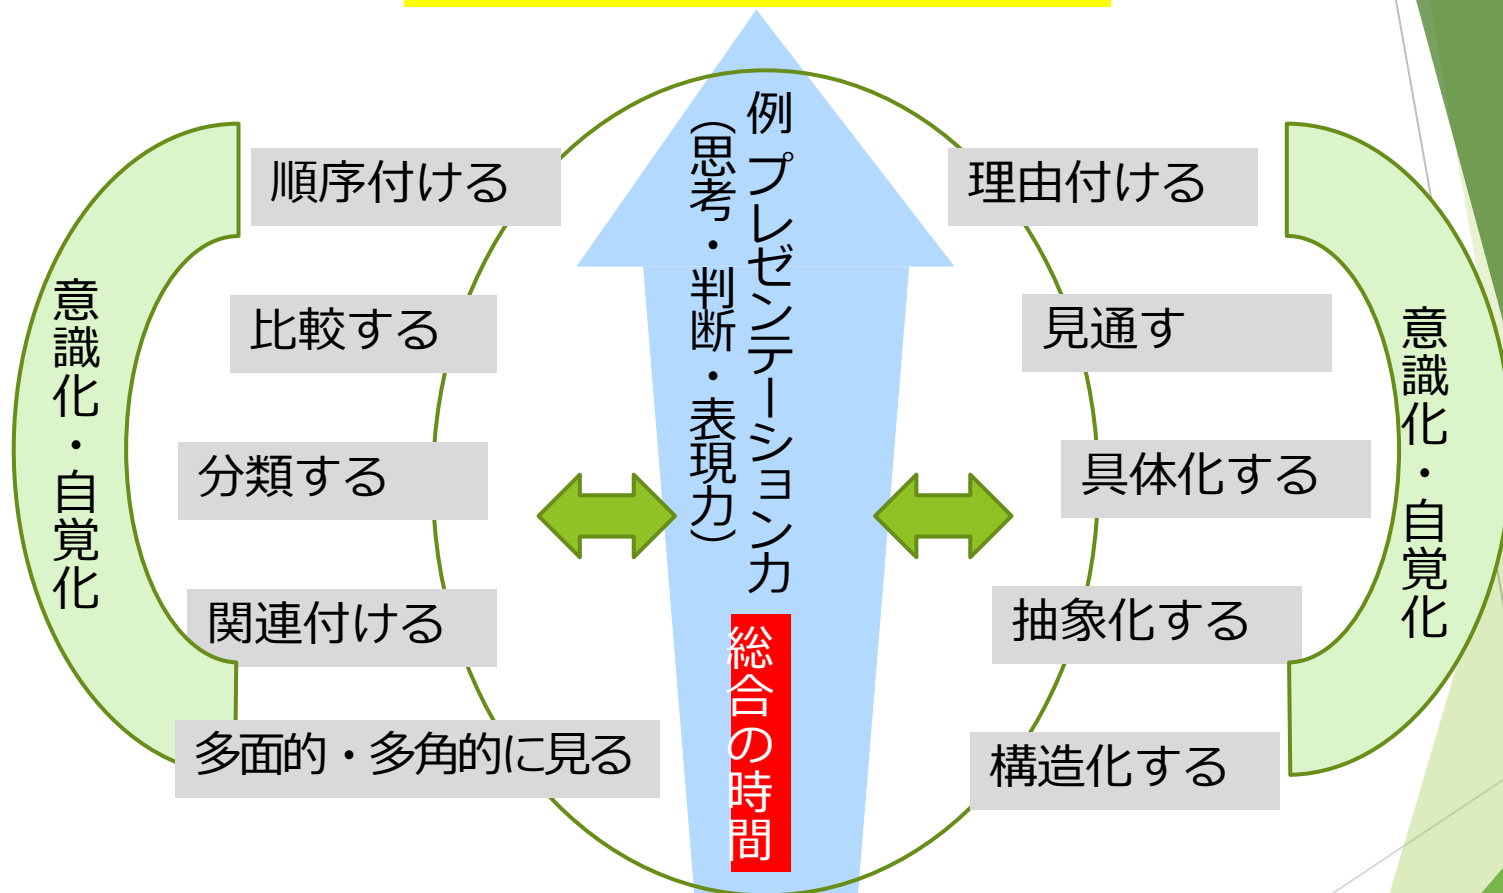 例 プレゼンテーション力
（思考・判断・表現力）
総合の時間
意識化・自覚化
順序付ける
比較する
分類する
関連付ける
多面的・多角的に見る
理由付ける
見通す
具体化する
抽象化する
構造化する
意識化・自覚化